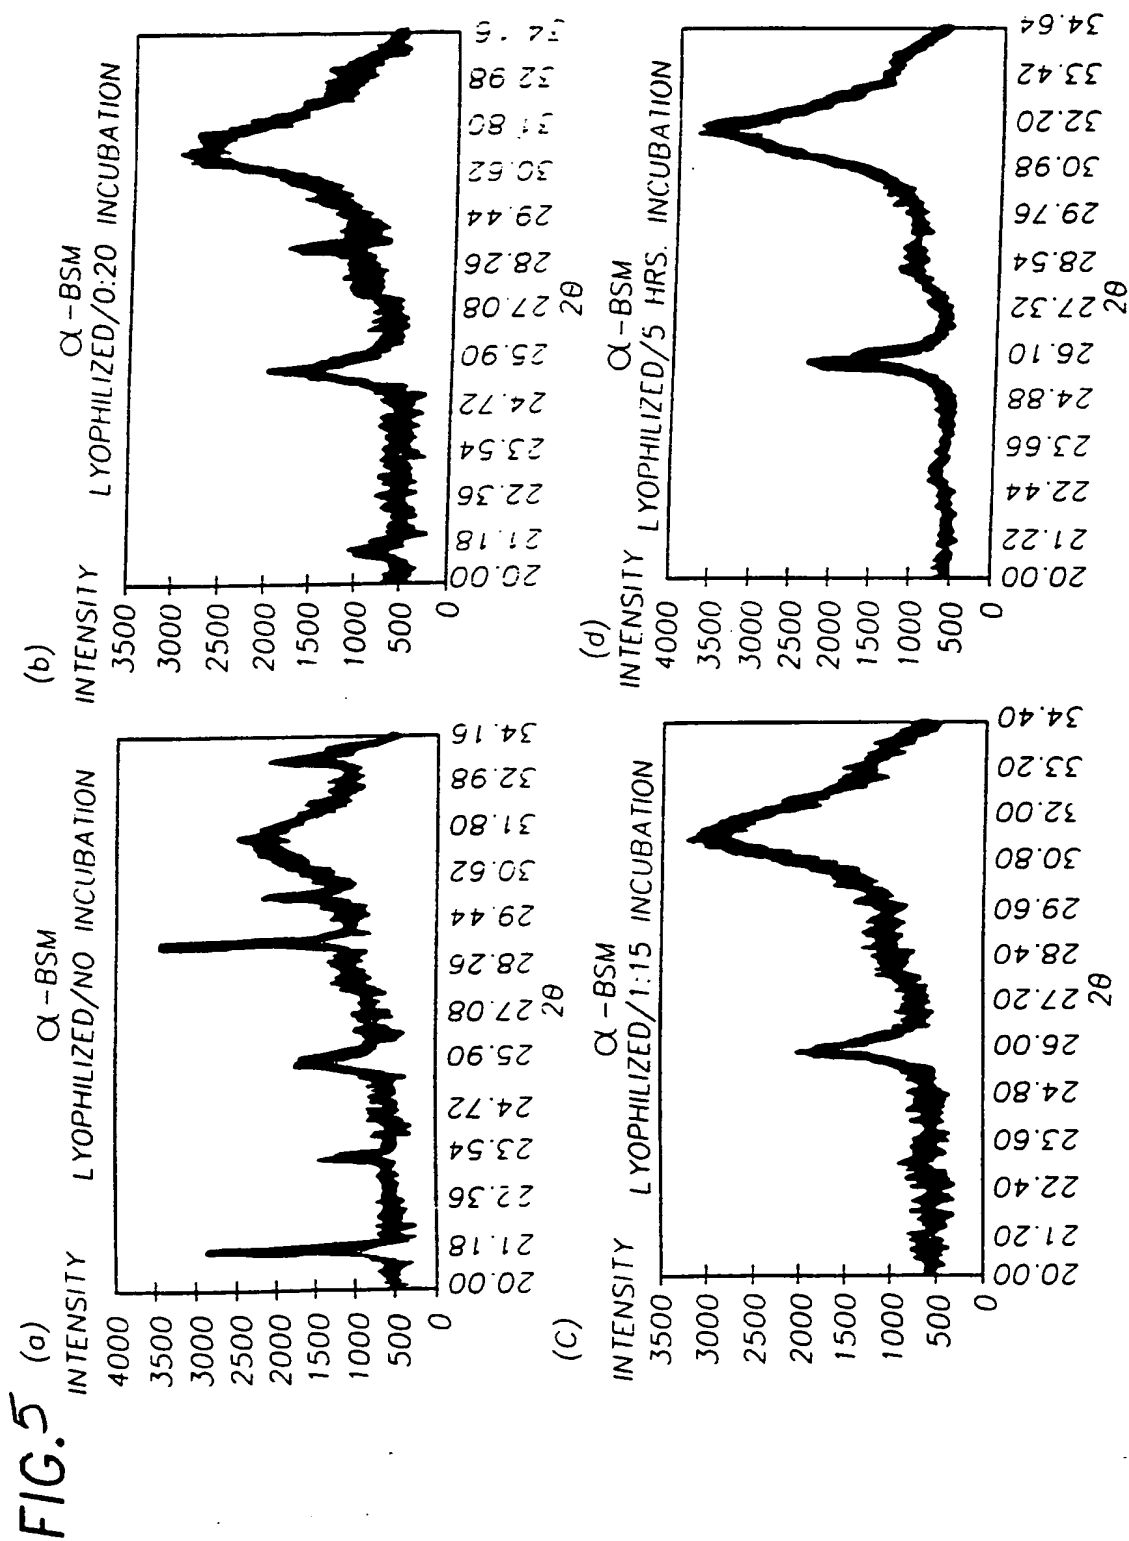 FIG.5
(a)
α-BSM
INTENSITY LYOPHILIZED/NO INCUBATION
4000
3500
3000
2500
2000
1500
1000
500
0
20.00 21.18 22.36 23.54 24.72 25.90 27.08 28.26 29.44 30.62 31.80 32.98 34.16
2θ
(b)
α-BSM
INTENSITY LYOPHILIZED/0:20 INCUBATION
3500
3000
2500
2000
1500
1000
500
0
20.00 21.18 22.36 23.54 24.72 25.90 27.08 28.26 29.44 30.62 31.80 32.98
2θ
(C)
α-BSM
INTENSITY LYOPHILIZED/1:15 INCUBATION
3500
3000
2500
2000
1500
1000
500
0
20.00 21.20 22.40 23.60 24.80 26.00 27.20 28.40 29.60 30.80 32.00 33.20 34.40
2θ
(d)
α-BSM
INTENSITY LYOPHILIZED/5 HRS. INCUBATION
4000
3500
3000
2500
2000
1500
1000
500
0
20.00 21.22 22.44 23.66 24.88 26.10 27.32 28.54 29.76 30.98 32.20 33.42 34.64
2θ